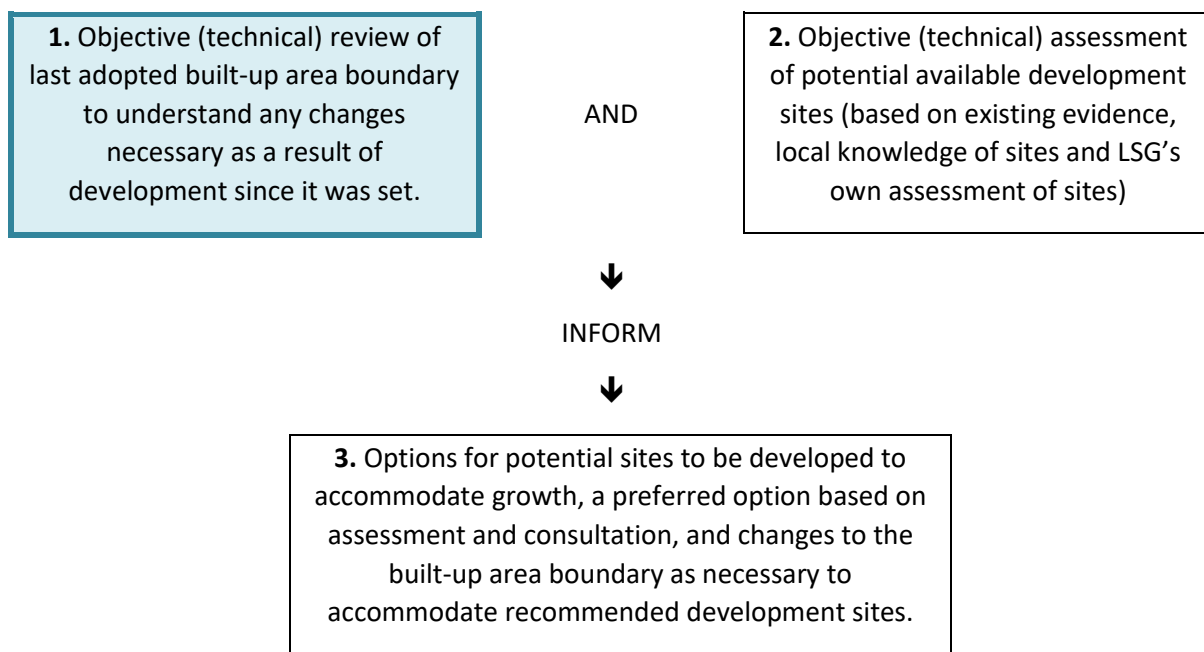 1. Objective (technical) review of
last adopted built-up area boundary
to understand any changes
necessary as a result of
development since it was set.
AND
2. Objective (technical) assessment
of potential available development
sites (based on existing evidence,
local knowledge of sites and LSG’s
own assessment of sites)
INFORM
3. Options for potential sites to be developed to
accommodate growth, a preferred option based on
assessment and consultation, and changes to the
built-up area boundary as necessary to
accommodate recommended development sites.